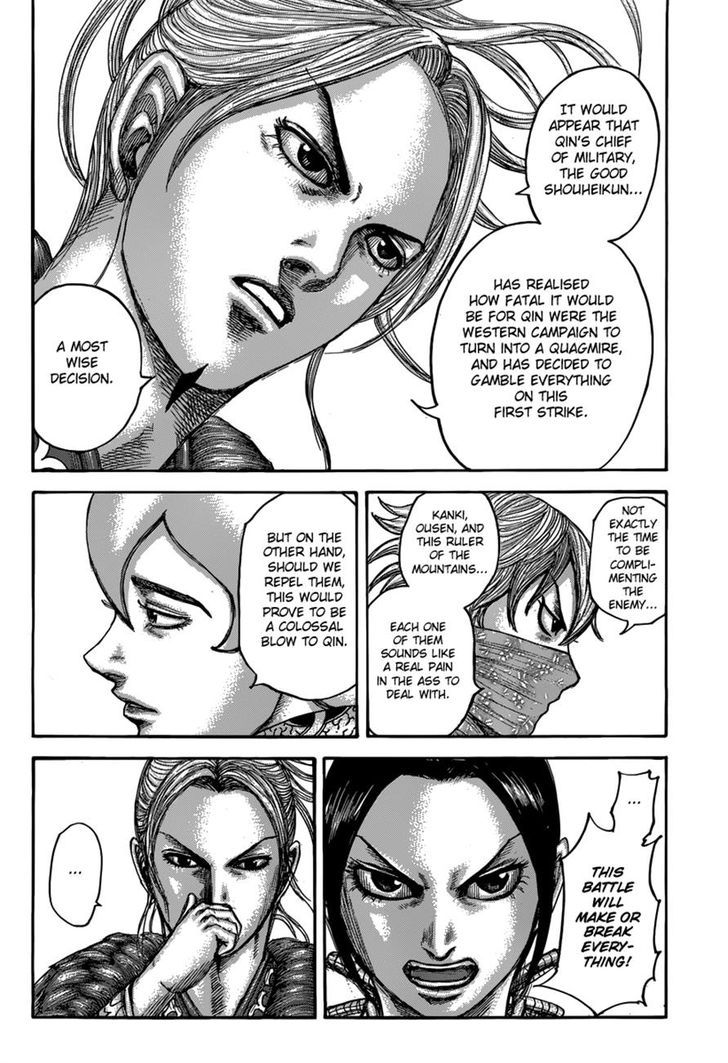 IT WOULD
APPEAR THAT
QIN'S CHIEF
OF MILITARY,
THE GOOD
SHOUHEIKUN...
HAS REALISED
HOW FATAL IT WOULD
BE FOR QIN WERE THE
WESTERN CAMPAIGN TO
TURN INTO A QUAGMIRE,
AND HAS DECIDED TO
GAMBLE EVERYTHING
ON THIS
FIRST STRIKE.
A MOST
WISE
DECISION.
NOT
EXACTLY
THE TIME
TO BE
COMPLI-
MENTING
THE
ENEMY...
KANKI,
OUSEN, AND
THIS RULER
OF THE
MOUNTAINS...
EACH ONE
OF THEM
SOUNDS LIKE
A REAL PAIN
IN THE ASS TO
DEAL WITH.
BUT ON THE
OTHER HAND,
SHOULD WE
REPEL THEM,
THIS WOULD
PROVE TO BE
A COLOSSAL
BLOW TO QIN.
...
THIS
BATTLE
WILL
MAKE OR
BREAK
EVERY-
THING!
...